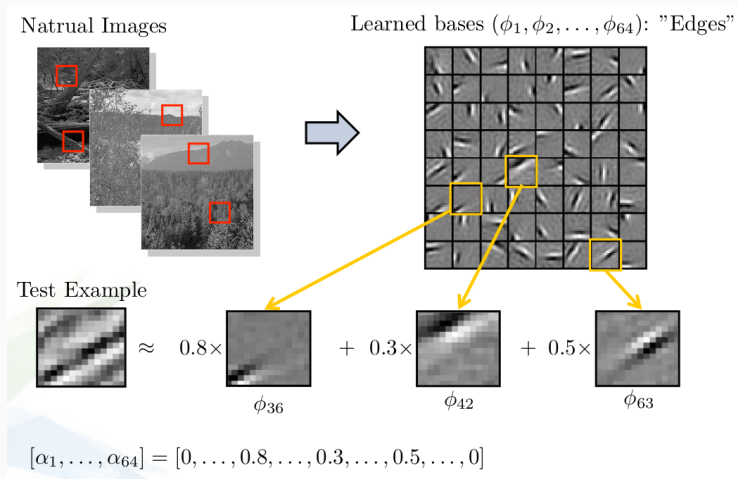 Natrual Images
Learned bases (ϕ₁, ϕ₂, . . . , ϕ₆₄): "Edges"
Test Example
≈ 0.8× + 0.3× + 0.5×
ϕ₃₆ ϕ₄₂ ϕ₆₃
[α₁, . . . , α₆₄] = [0, . . . , 0.8, . . . , 0.3, . . . , 0.5, . . . , 0]